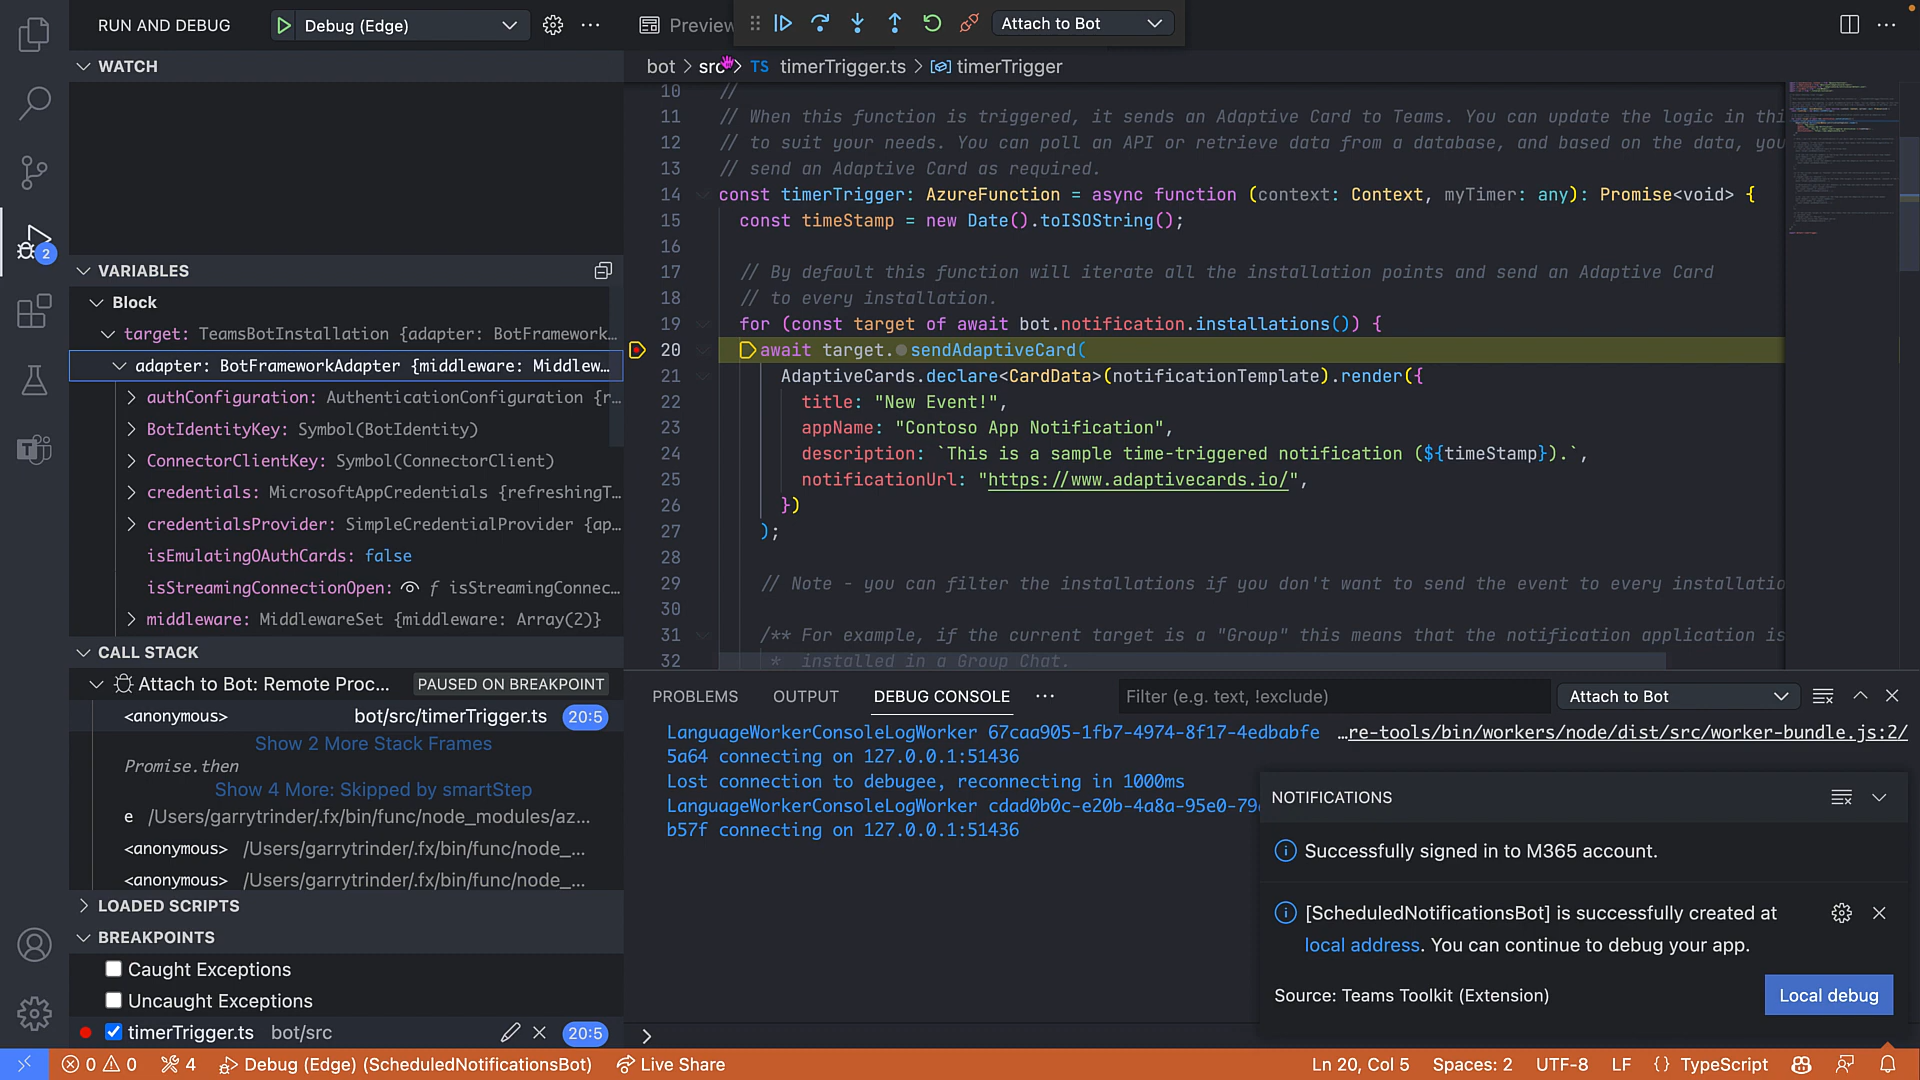 RUN AND DEBUG
Debug (Edge)
Preview
Attach to Bot
WATCH
bot > src > TS timerTrigger.ts > timerTrigger
10 //
11 // When this function is triggered, it sends an Adaptive Card to Teams. You can update the logic in thi
12 // to suit your needs. You can poll an API or retrieve data from a database, and based on the data, you
13 // send an Adaptive Card as required.
14 const timerTrigger: AzureFunction = async function (context: Context, myTimer: any): Promise<void> {
15 const timeStamp = new Date().toISOString();
16
17 // By default this function will iterate all the installation points and send an Adaptive Card
18 // to every installation.
19 for (const target of await bot.notification.installations()) {
20 await target.sendAdaptiveCard(
21 AdaptiveCards.declare<CardData>(notificationTemplate).render({
22 title: "New Event!",
23 appName: "Contoso App Notification",
24 description: `This is a sample time-triggered notification (${timeStamp}).`,
25 notificationUrl: "https://www.adaptivecards.io/",
26 })
27 );
28
29 // Note - you can filter the installations if you don't want to send the event to every installatio
30
31 /** For example, if the current target is a "Group" this means that the notification application is
32 * installed in a Group Chat.
2
VARIABLES
Block
target: TeamsBotInstallation {adapter: BotFramework...
adapter: BotFrameworkAdapter {middleware: Middlew...
authConfiguration: AuthenticationConfiguration {r...
BotIdentityKey: Symbol(BotIdentity)
ConnectorClientKey: Symbol(ConnectorClient)
credentials: MicrosoftAppCredentials {refreshingT...
credentialsProvider: SimpleCredentialProvider {ap...
isEmulatingOAuthCards: false
isStreamingConnectionOpen: f isStreamingConnec...
middleware: MiddlewareSet {middleware: Array(2)}
CALL STACK
Attach to Bot: Remote Proc... PAUSED ON BREAKPOINT
<anonymous> bot/src/timerTrigger.ts 20:5
Show 2 More Stack Frames
Promise.then
Show 4 More: Skipped by smartStep
e /Users/garrytrinder/.fx/bin/func/node_modules/az...
<anonymous> /Users/garrytrinder/.fx/bin/func/node_...
<anonymous> /Users/garrytrinder/.fx/bin/func/node_...
LOADED SCRIPTS
BREAKPOINTS
Caught Exceptions
Uncaught Exceptions
timerTrigger.ts bot/src 20:5
PROBLEMS OUTPUT DEBUG CONSOLE
Filter (e.g. text, !exclude)
Attach to Bot
LanguageWorkerConsoleLogWorker 67caa905-1fb7-4974-8f17-4edbabfe
5a64 connecting on 127.0.0.1:51436
…re-tools/bin/workers/node/dist/src/worker-bundle.js:2/
Lost connection to debugee, reconnecting in 1000ms
LanguageWorkerConsoleLogWorker cdad0b0c-e20b-4a8a-95e0-79
b57f connecting on 127.0.0.1:51436
NOTIFICATIONS
Successfully signed in to M365 account.
[ScheduledNotificationsBot] is successfully created at
local address. You can continue to debug your app.
Source: Teams Toolkit (Extension)
Local debug
0 0 4 Debug (Edge) (ScheduledNotificationsBot) Live Share
Ln 20, Col 5 Spaces: 2 UTF-8 LF {} TypeScript